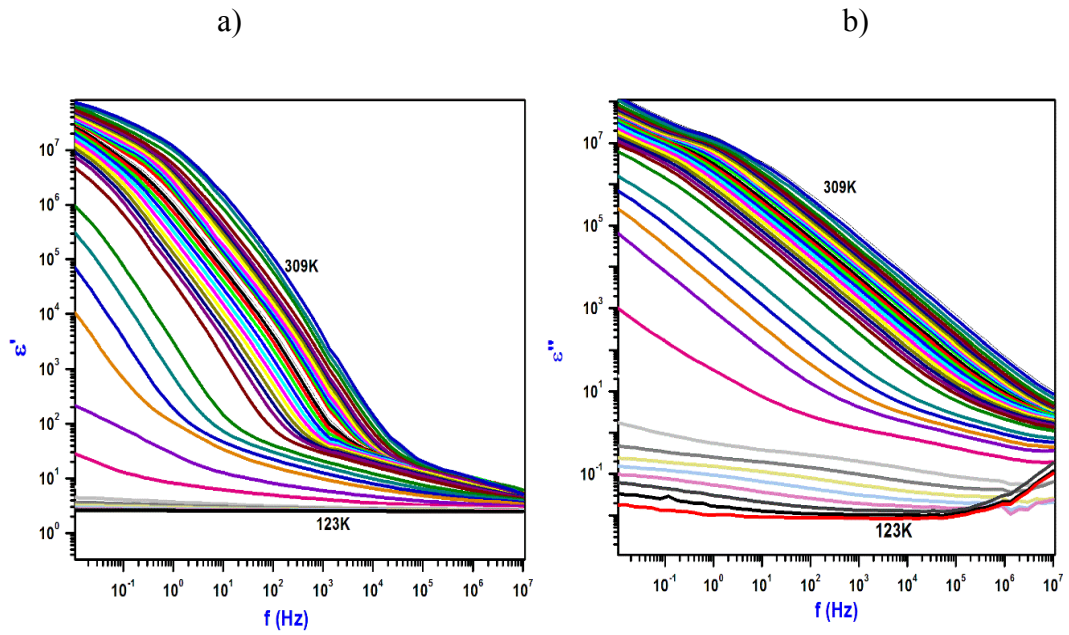 a)
b)
10⁷
10⁶
10⁵
10⁴
10³
10²
10¹
10⁰
ε'
309K
123K
10⁻¹ 10⁰ 10¹ 10² 10³ 10⁴ 10⁵ 10⁶ 10⁷
f (Hz)
10⁷
10⁵
10³
10¹
10⁻¹
ε''
309K
123K
10⁻¹ 10⁰ 10¹ 10² 10³ 10⁴ 10⁵ 10⁶ 10⁷
f (Hz)